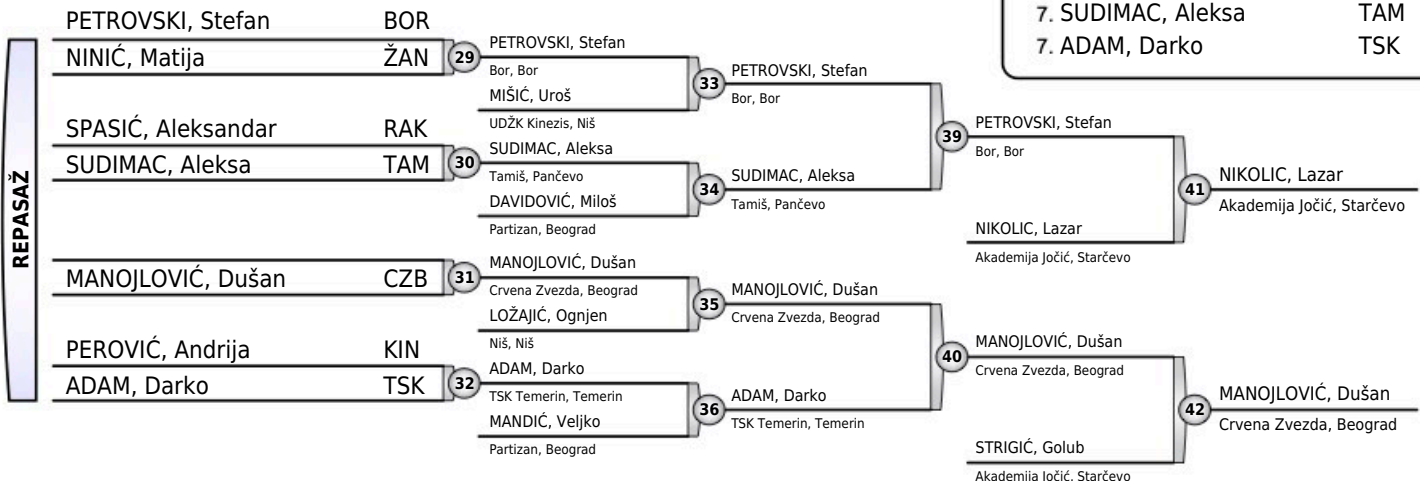 7. SUDIMAC, Aleksa TAM
7. ADAM, Darko TSK
REPASAŽ
PETROVSKI, Stefan BOR
NINIĆ, Matija ŽAN
SPASIĆ, Aleksandar RAK
SUDIMAC, Aleksa TAM
MANOJLOVIĆ, Dušan CZB
PEROVIĆ, Andrija KIN
ADAM, Darko TSK
29
30
31
32
PETROVSKI, Stefan
Bor, Bor
MIŠIĆ, Uroš
UDŽK Kinezis, Niš
SUDIMAC, Aleksa
Tamiš, Pančevo
DAVIDOVIĆ, Miloš
Partizan, Beograd
MANOJLOVIĆ, Dušan
Crvena Zvezda, Beograd
LOŽAJIĆ, Ognjen
Niš, Niš
ADAM, Darko
TSK Temerin, Temerin
MANDIĆ, Veljko
Partizan, Beograd
33
34
35
36
PETROVSKI, Stefan
Bor, Bor
SUDIMAC, Aleksa
Tamiš, Pančevo
MANOJLOVIĆ, Dušan
Crvena Zvezda, Beograd
ADAM, Darko
TSK Temerin, Temerin
39
40
PETROVSKI, Stefan
Bor, Bor
NIKOLIC, Lazar
Akademija Jočić, Starčevo
MANOJLOVIĆ, Dušan
Crvena Zvezda, Beograd
STRIGIĆ, Golub
Akademija Jočić, Starčevo
41
42
NIKOLIC, Lazar
Akademija Jočić, Starčevo
MANOJLOVIĆ, Dušan
Crvena Zvezda, Beograd